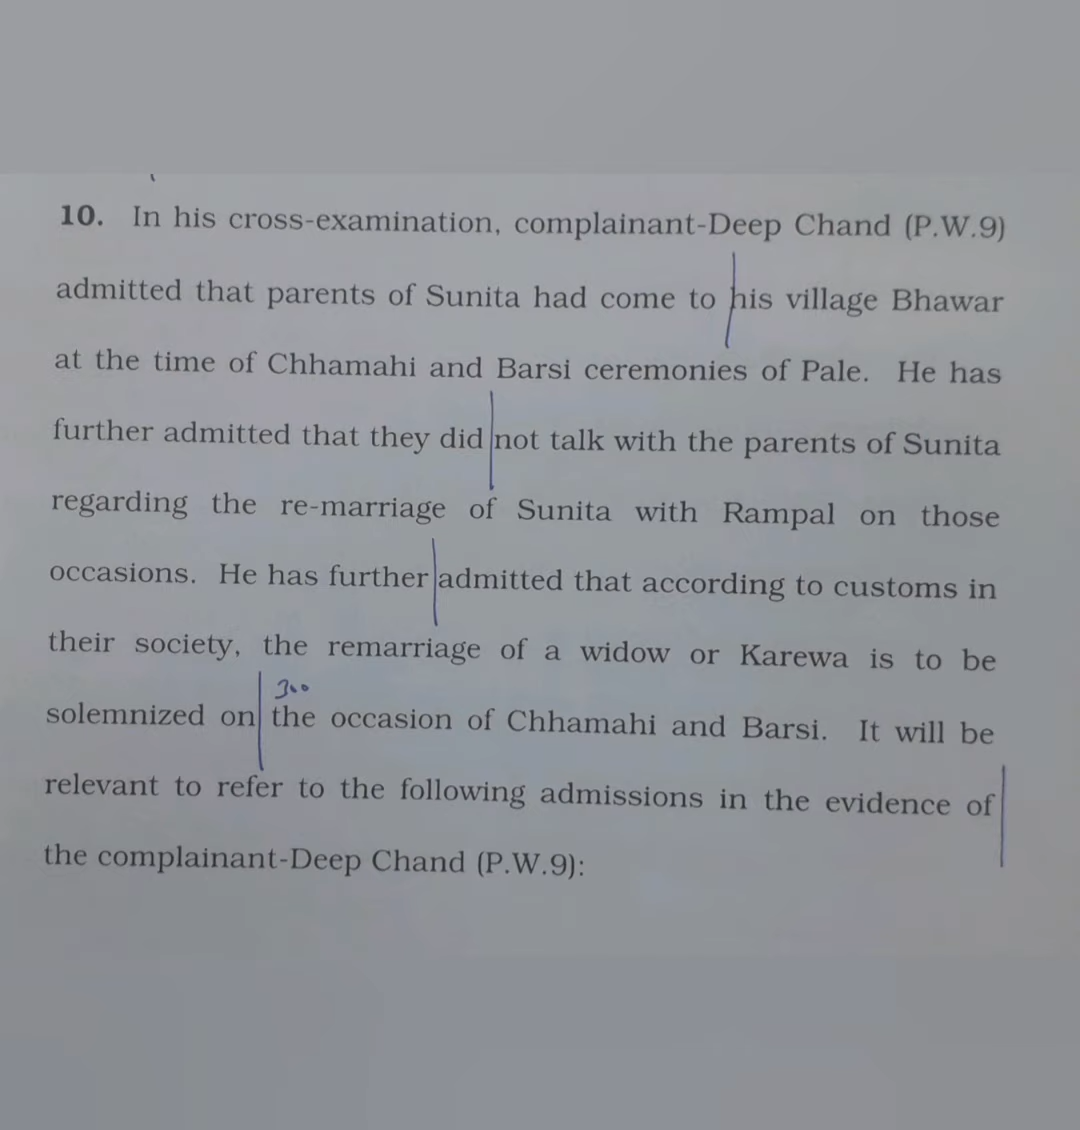 10. In his cross-examination, complainant-Deep Chand (P.W.9)
admitted that parents of Sunita had come to his village Bhawar
at the time of Chhamahi and Barsi ceremonies of Pale. He has
further admitted that they did not talk with the parents of Sunita
regarding the re-marriage of Sunita with Rampal on those
occasions. He has further admitted that according to customs in
their society, the remarriage of a widow or Karewa is to be
300
solemnized on the occasion of Chhamahi and Barsi. It will be
relevant to refer to the following admissions in the evidence of
the complainant-Deep Chand (P.W.9):